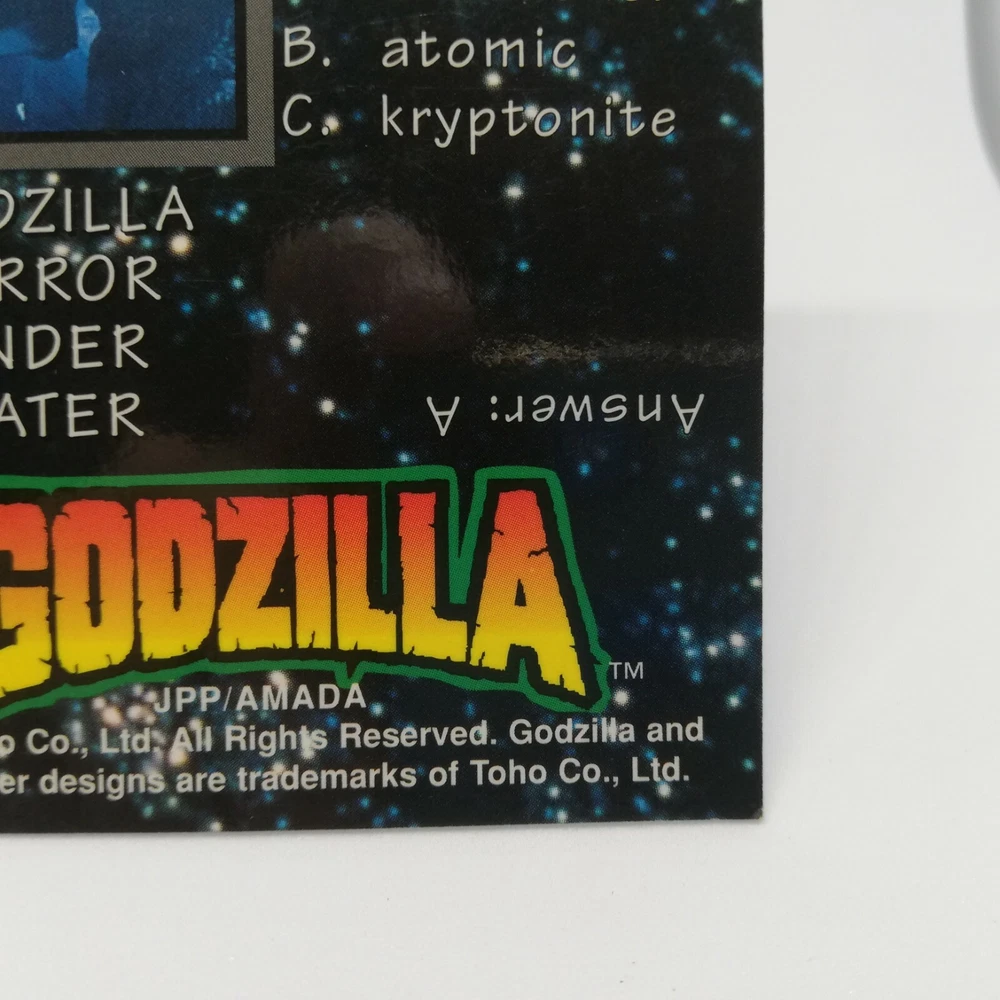 B. atomic
C. kryptonite
DZILLA
RROR
NDER
ATER
Answer: A
GODZILLA
TM
JPP/AMADA
o Co., Ltd. All Rights Reserved. Godzilla and
er designs are trademarks of Toho Co., Ltd.